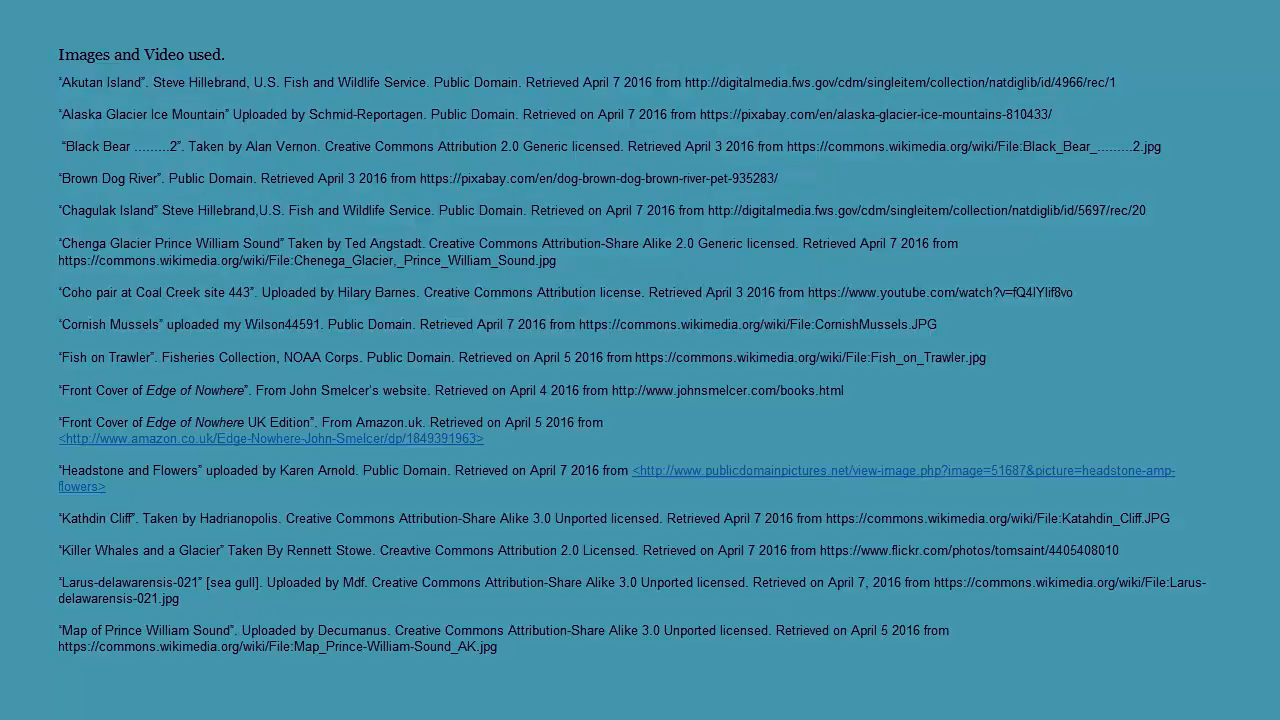 Images and Video used.
“Akutan Island”. Steve Hillebrand, U.S. Fish and Wildlife Service. Public Domain. Retrieved April 7 2016 from http://digitalmedia.fws.gov/cdm/singleitem/collection/natdiglib/id/4966/rec/1
“Alaska Glacier Ice Mountain” Uploaded by Schmid-Reportagen. Public Domain. Retrieved on April 7 2016 from https://pixabay.com/en/alaska-glacier-ice-mountains-810433/
“Black Bear .........2”. Taken by Alan Vernon. Creative Commons Attribution 2.0 Generic licensed. Retrieved April 3 2016 from https://commons.wikimedia.org/wiki/File:Black_Bear_.........2.jpg
“Brown Dog River”. Public Domain. Retrieved April 3 2016 from https://pixabay.com/en/dog-brown-dog-brown-river-pet-935283/
“Chagulak Island” Steve Hillebrand,U.S. Fish and Wildlife Service. Public Domain. Retrieved on April 7 2016 from http://digitalmedia.fws.gov/cdm/singleitem/collection/natdiglib/id/5697/rec/20
“Chenga Glacier Prince William Sound” Taken by Ted Angstadt. Creative Commons Attribution-Share Alike 2.0 Generic licensed. Retrieved April 7 2016 from
https://commons.wikimedia.org/wiki/File:Chenega_Glacier,_Prince_William_Sound.jpg
“Coho pair at Coal Creek site 443”. Uploaded by Hilary Barnes. Creative Commons Attribution license. Retrieved April 3 2016 from https://www.youtube.com/watch?v=fQ4lYlif8vo
“Cornish Mussels” uploaded my Wilson44591. Public Domain. Retrieved April 7 2016 from https://commons.wikimedia.org/wiki/File:CornishMussels.JPG
“Fish on Trawler”. Fisheries Collection, NOAA Corps. Public Domain. Retrieved on April 5 2016 from https://commons.wikimedia.org/wiki/File:Fish_on_Trawler.jpg
“Front Cover of Edge of Nowhere”. From John Smelcer’s website. Retrieved on April 4 2016 from http://www.johnsmelcer.com/books.html
“Front Cover of Edge of Nowhere UK Edition”. From Amazon.uk. Retrieved on April 5 2016 from
<http://www.amazon.co.uk/Edge-Nowhere-John-Smelcer/dp/1849391963>
“Headstone and Flowers” uploaded by Karen Arnold. Public Domain. Retrieved on April 7 2016 from <http://www.publicdomainpictures.net/view-image.php?image=51687&picture=headstone-amp-
flowers>
“Kathdin Cliff”. Taken by Hadrianopolis. Creative Commons Attribution-Share Alike 3.0 Unported licensed. Retrieved April 7 2016 from https://commons.wikimedia.org/wiki/File:Katahdin_Cliff.JPG
“Killer Whales and a Glacier” Taken By Rennett Stowe. Creavtive Commons Attribution 2.0 Licensed. Retrieved on April 7 2016 from https://www.flickr.com/photos/tomsaint/4405408010
“Larus-delawarensis-021” [sea gull]. Uploaded by Mdf. Creative Commons Attribution-Share Alike 3.0 Unported licensed. Retrieved on April 7, 2016 from https://commons.wikimedia.org/wiki/File:Larus-
delawarensis-021.jpg
“Map of Prince William Sound”. Uploaded by Decumanus. Creative Commons Attribution-Share Alike 3.0 Unported licensed. Retrieved on April 5 2016 from
https://commons.wikimedia.org/wiki/File:Map_Prince-William-Sound_AK.jpg